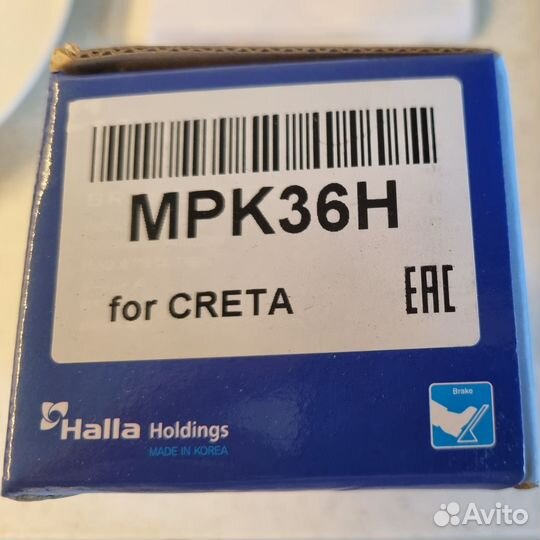 MPK36H
for CRETA
EAC
Halla Holdings
MADE IN KOREA
Brake
Avito